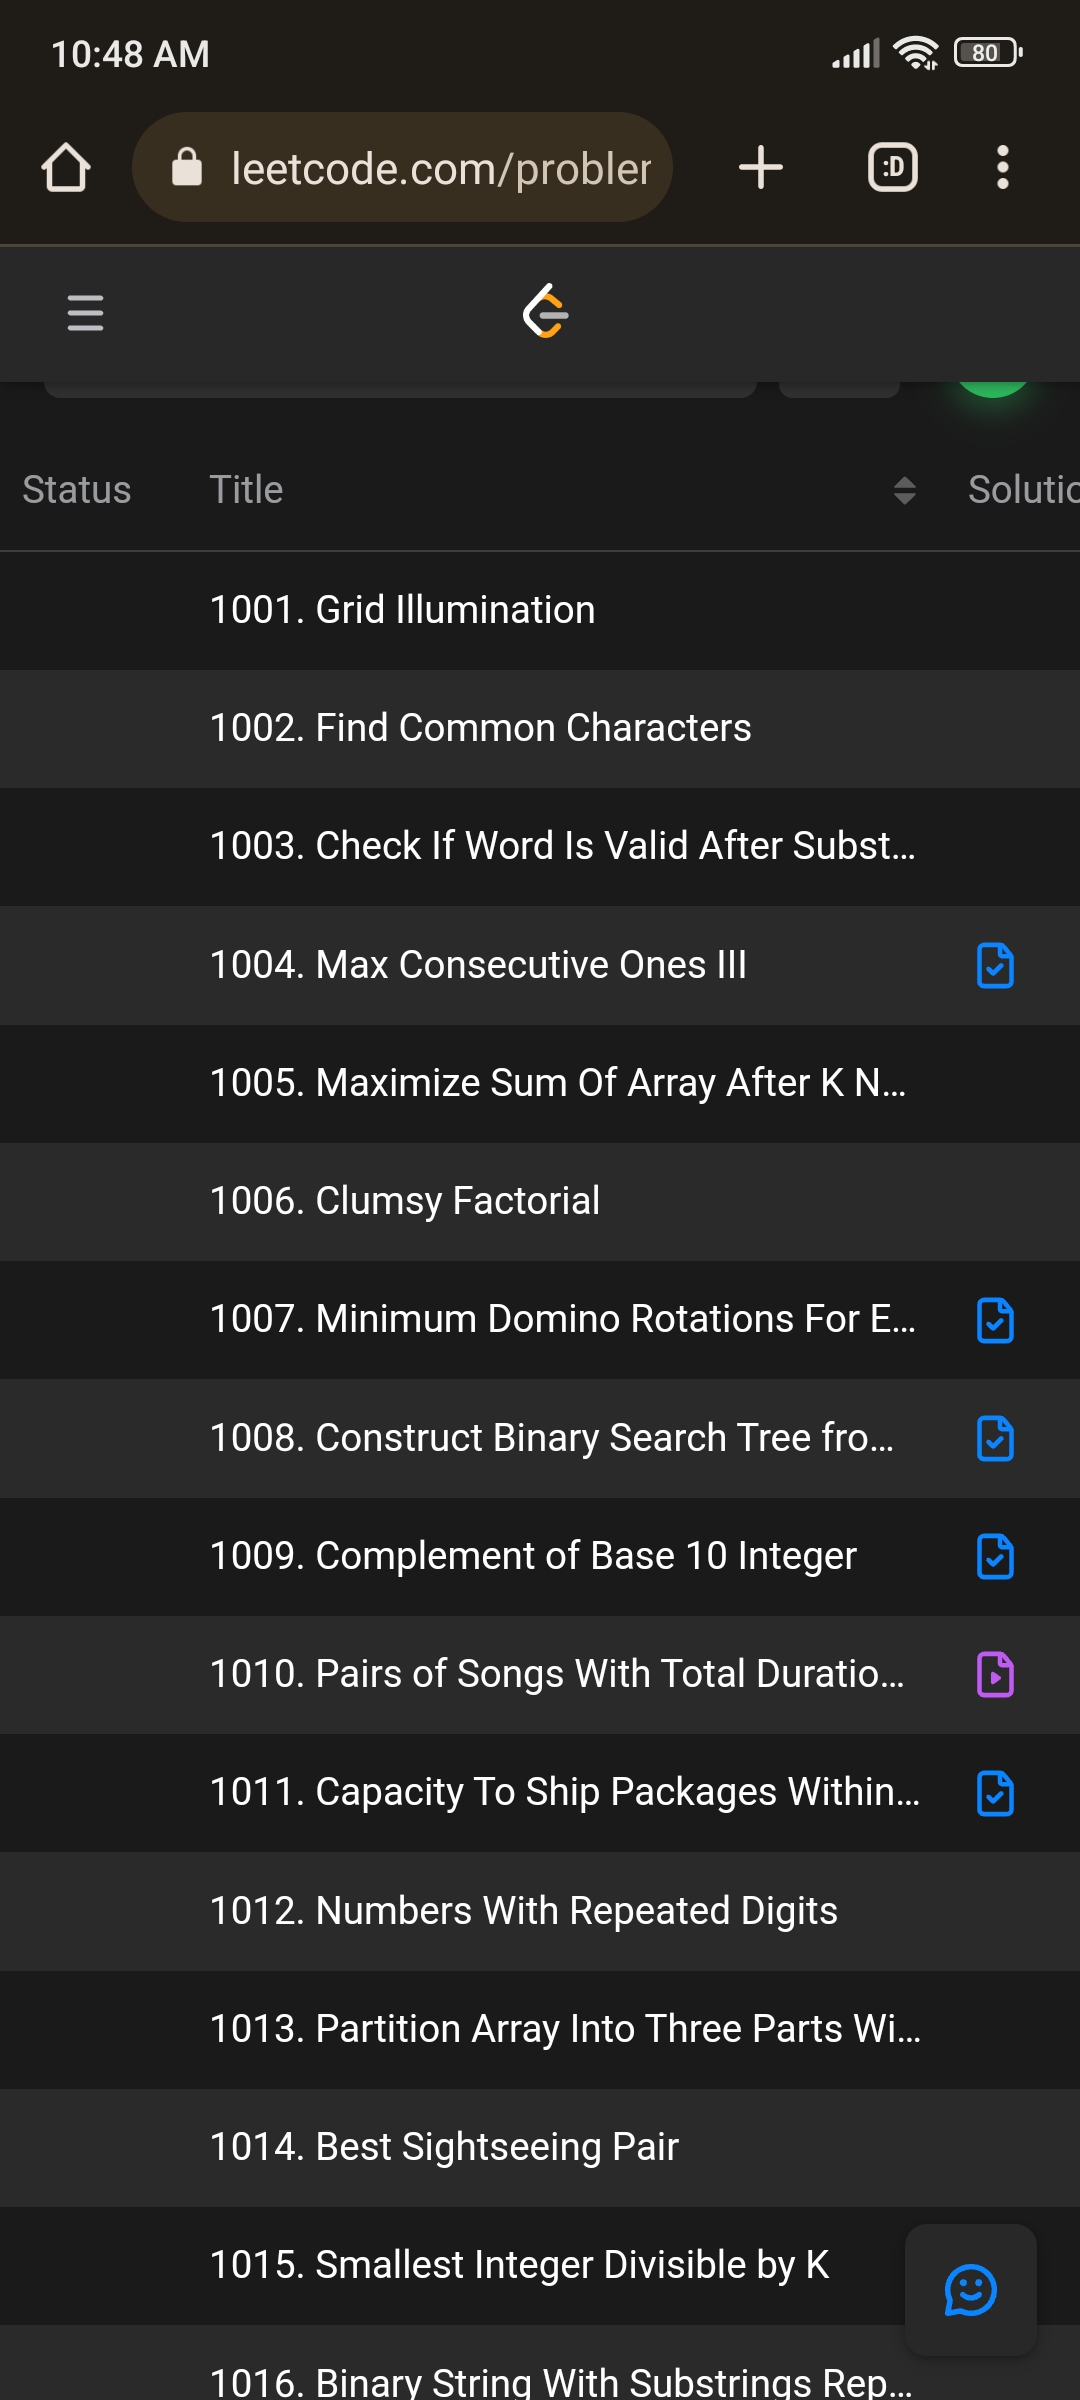 10:48 AM
80
leetcode.com/probler
:D
Status Title Solutio
1001. Grid Illumination
1002. Find Common Characters
1003. Check If Word Is Valid After Subst...
1004. Max Consecutive Ones III
1005. Maximize Sum Of Array After K N...
1006. Clumsy Factorial
1007. Minimum Domino Rotations For E...
1008. Construct Binary Search Tree fro...
1009. Complement of Base 10 Integer
1010. Pairs of Songs With Total Duratio...
1011. Capacity To Ship Packages Within...
1012. Numbers With Repeated Digits
1013. Partition Array Into Three Parts Wi...
1014. Best Sightseeing Pair
1015. Smallest Integer Divisible by K
1016. Binary String With Substrings Rep...